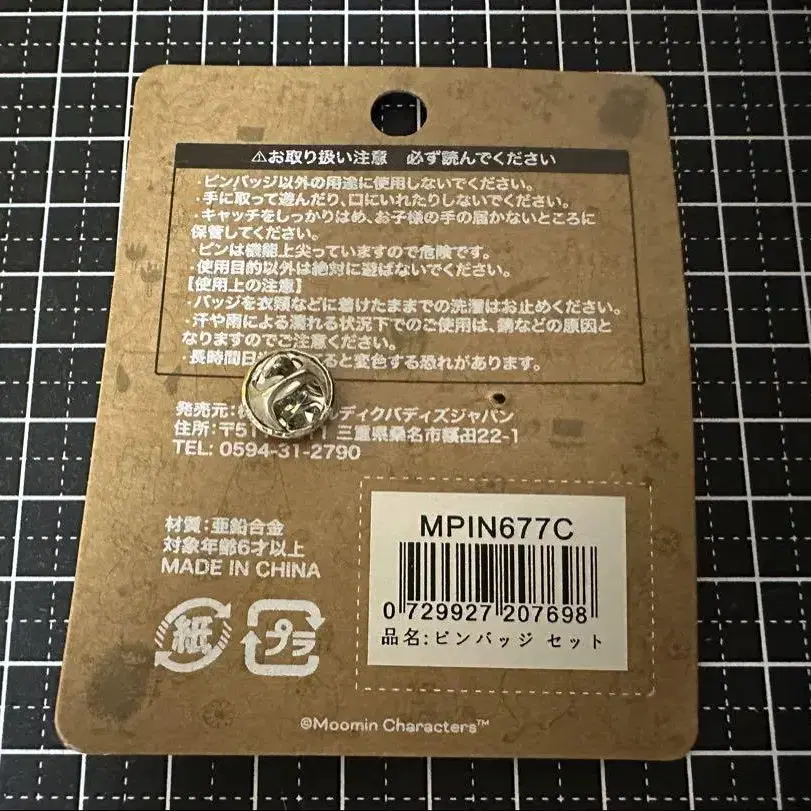 ⚠お取り扱い注意 必ず読んでください
・ピンバッジ以外の用途に使用しないでください。
・手に取って遊んだり、口にいれたりしないでください。
・キャッチをしっかりはめ、お子様の手の届かないところに
保管してください。
・ピンは機能上尖っていますので危険です。
・使用目的以外は絶対に遊ばないでください。
【使用上の注意】
・バッジを衣類などに着けたままでの洗濯はお止めください。
・汗や雨による濡れる状況下でのご使用は、錆などの原因と
なりますのでご注意ください。
・長時間日 ると変色する恐れがあります。
発売元: ルディクバディズジャパン
住所:〒51 1 三重県桑名市額田22-1
TEL: 0594-31-2790
材質:亜鉛合金
対象年齢6才以上
MADE IN CHINA
紙
プラ
MPIN677C
0 729927 207698
品名:ピンバッジ セット
©Moomin Characters™